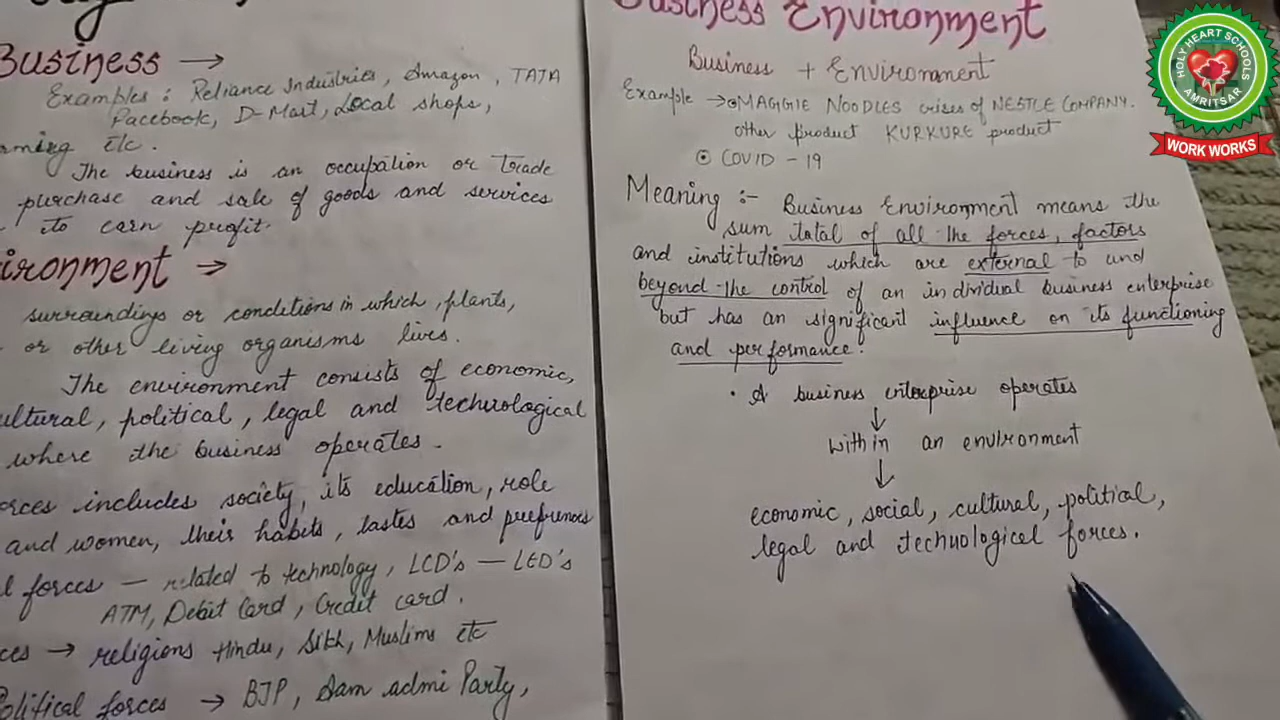 Business →
Examples : Reliance Industries, Amazon, TATA
Facebook, D-Mart, Local shops,
etc.
The business is an occupation or trade
purchase and sale of goods and services
to earn profit.
ironment →
surroundings or conditions in which, plants,
or other living organisms lives.
The environment consists of economic,
ultural, political, legal and technological
where the business operates.
orces includes society, its education, role
and women, their habits, tastes and prefrences
l forces — related to technology, LCD's — LED's
ATM, Debit Card, Credit card.
ces → religions Hindu, Sikh, Muslims etc
Political forces → BJP, Aam admi Party,
Business Environment
Business + Environment
Example → ⊙ MAGGIE NOODLES crises of NESTLE COMPANY.
other product KURKURE product
⊙ COVID - 19
Meaning :- Business Environment means the
sum total of all the forces, factors
and institutions which are external to and
beyond the control of an individual business enterprise
but has an significant influence on its functioning
and performance.
• A business enterprise operates
↓
within an environment
↓
economic, social, cultural, political,
legal and technological forces.
HOLY HEART SCHOOLS
AMRITSAR
WORK WORKS